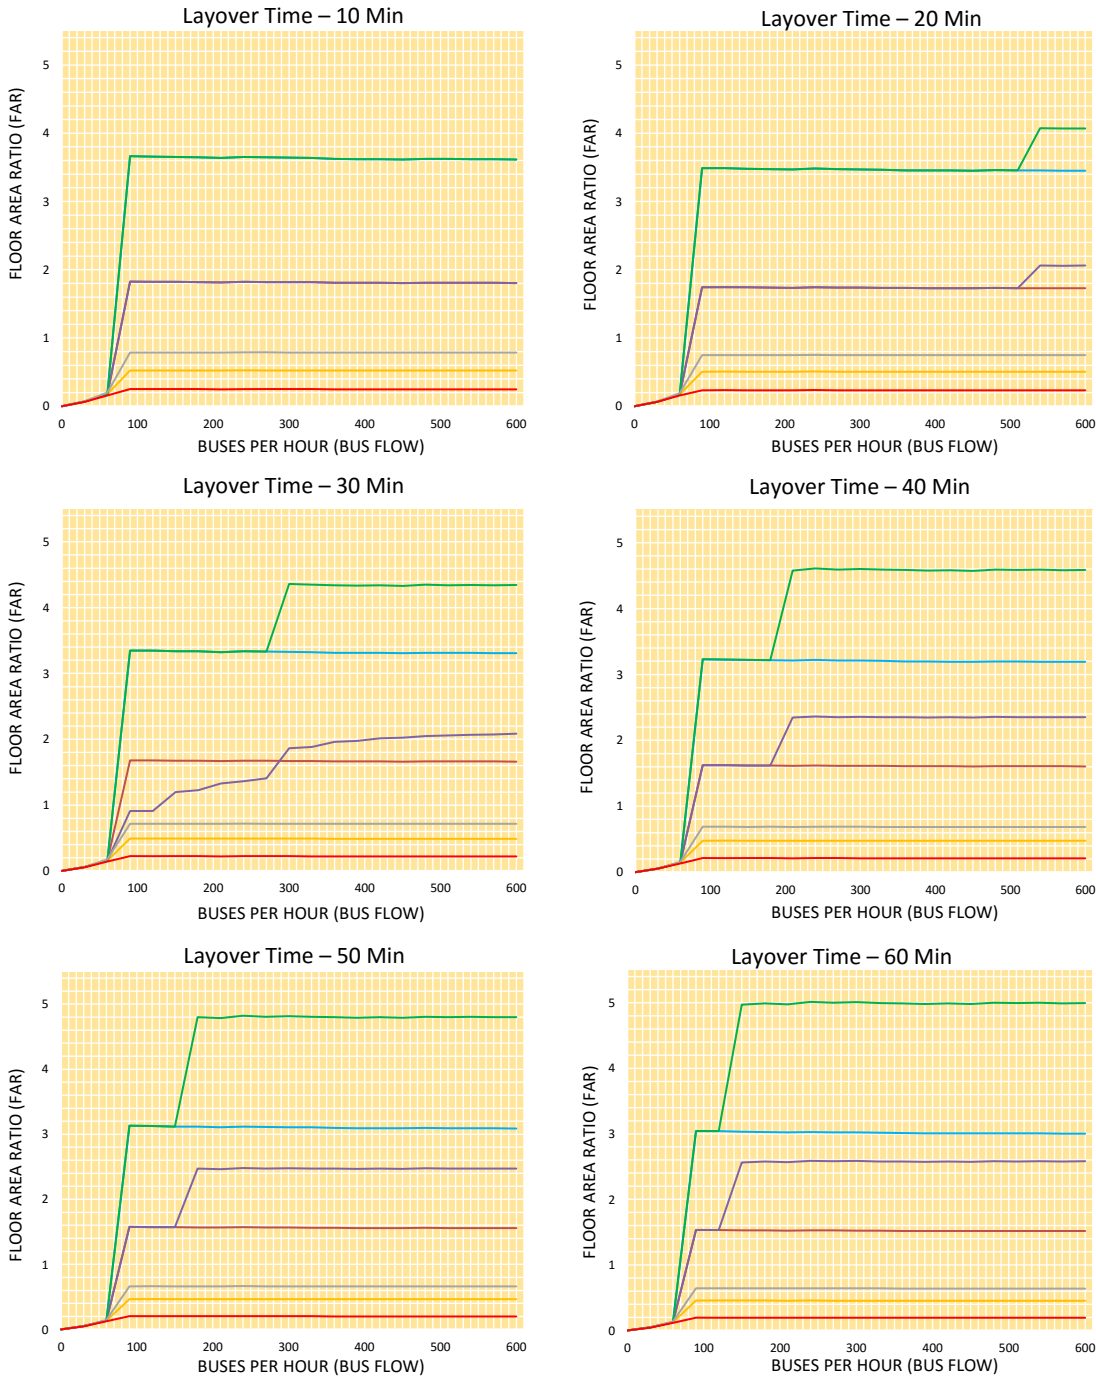 Layover Time – 10 Min
FLOOR AREA RATIO (FAR)
5
4
3
2
1
0
0 100 200 300 400 500 600
BUSES PER HOUR (BUS FLOW)
Layover Time – 20 Min
FLOOR AREA RATIO (FAR)
5
4
3
2
1
0
0 100 200 300 400 500 600
BUSES PER HOUR (BUS FLOW)
Layover Time – 30 Min
FLOOR AREA RATIO (FAR)
5
4
3
2
1
0
0 100 200 300 400 500 600
BUSES PER HOUR (BUS FLOW)
Layover Time – 40 Min
FLOOR AREA RATIO (FAR)
5
4
3
2
1
0
0 100 200 300 400 500 600
BUSES PER HOUR (BUS FLOW)
Layover Time – 50 Min
FLOOR AREA RATIO (FAR)
5
4
3
2
1
0
0 100 200 300 400 500 600
BUSES PER HOUR (BUS FLOW)
Layover Time – 60 Min
FLOOR AREA RATIO (FAR)
5
4
3
2
1
0
0 100 200 300 400 500 600
BUSES PER HOUR (BUS FLOW)